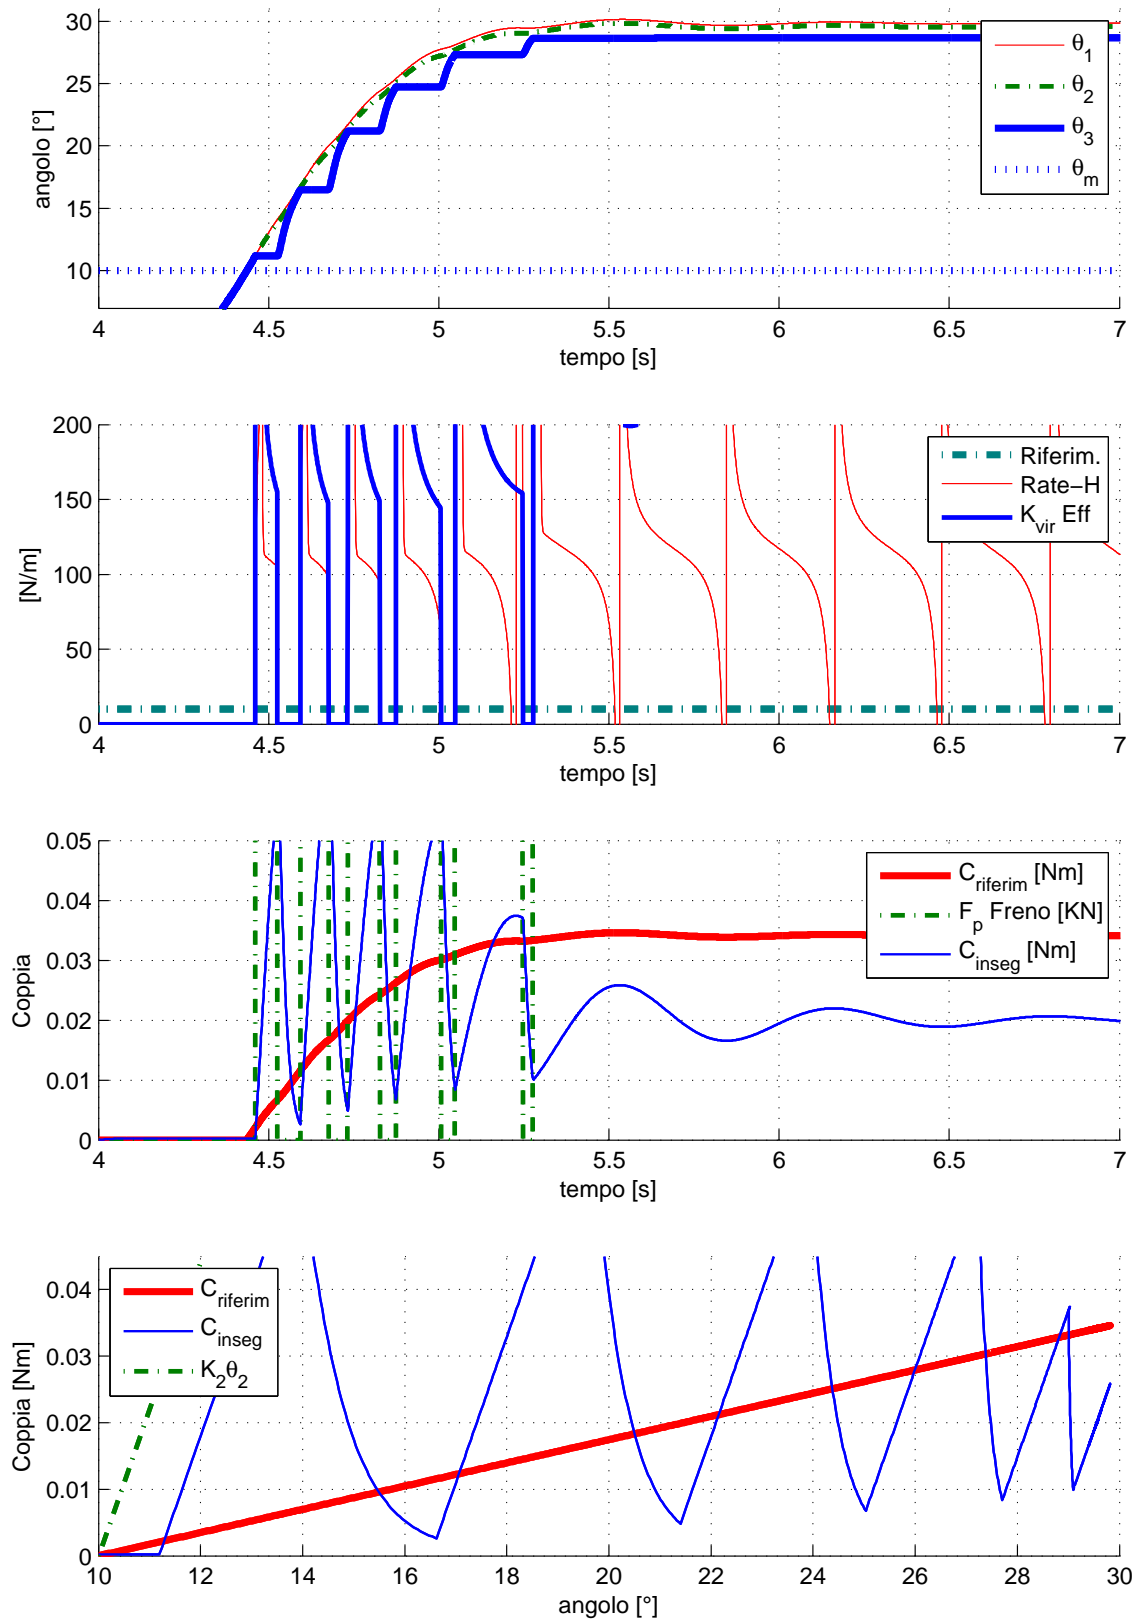 30
25
20
15
10
angolo [°]
θ1
θ2
θ3
θm
4
4.5
5
5.5
6
6.5
7
tempo [s]
200
150
100
50
0
[N/m]
Riferim.
Rate−H
Kvir Eff
4
4.5
5
5.5
6
6.5
7
tempo [s]
0.05
0.04
0.03
0.02
0.01
0
Coppia
Criferim [Nm]
Fp Freno [KN]
Cinseg [Nm]
4
4.5
5
5.5
6
6.5
7
tempo [s]
0.04
0.03
0.02
0.01
0
Coppia [Nm]
Criferim
Cinseg
K2θ2
10
12
14
16
18
20
22
24
26
28
30
angolo [°]